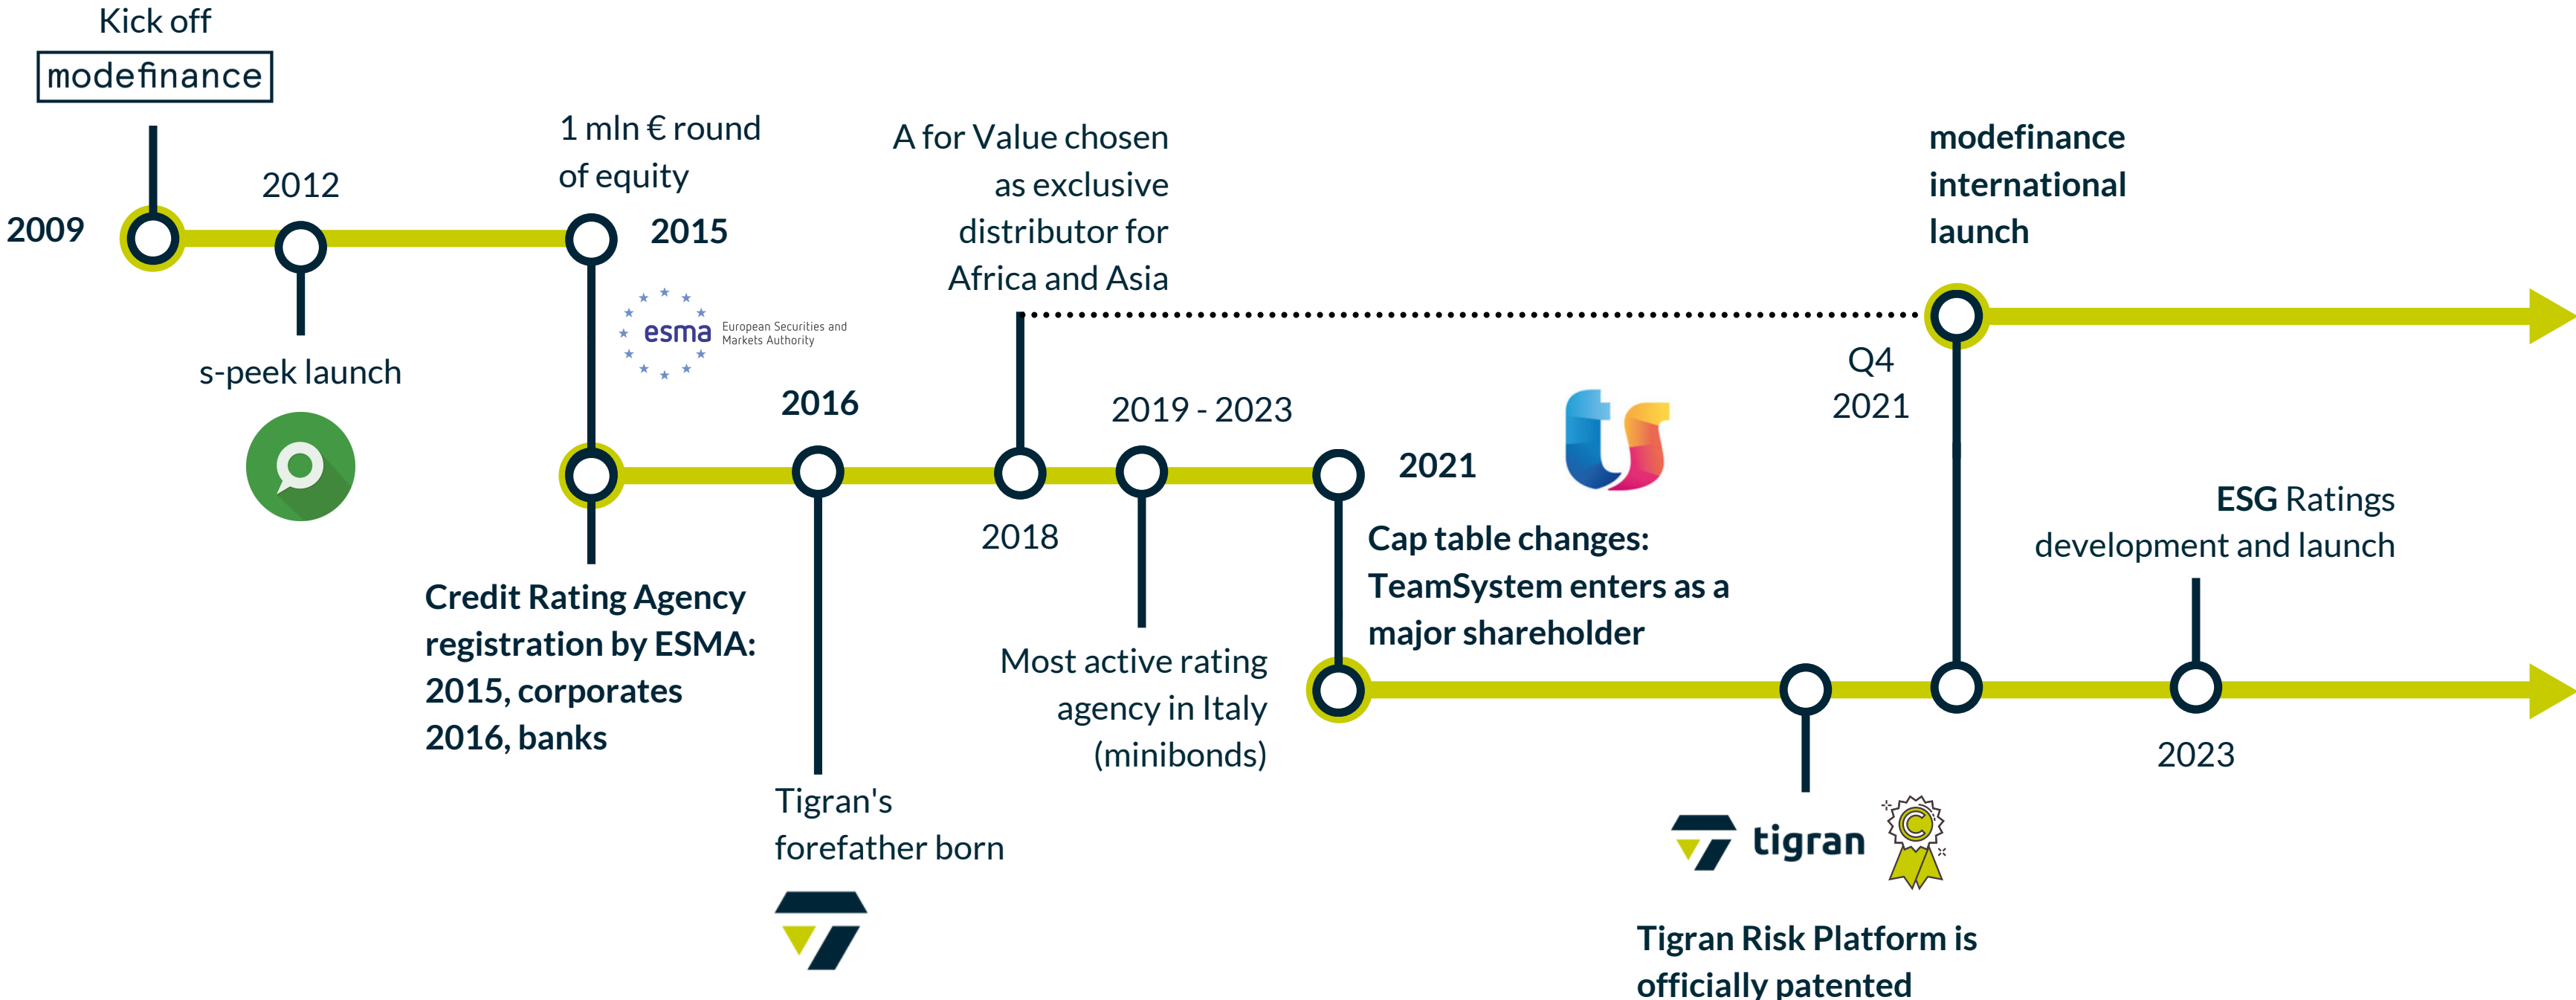 Kick off
modefinance
2009
2012
s-peek launch
1 mln € round
of equity
2015
esma
European Securities and
Markets Authority
Credit Rating Agency
registration by ESMA:
2015, corporates
2016, banks
2016
Tigran's
forefather born
A for Value chosen
as exclusive
distributor for
Africa and Asia
2018
2019 - 2023
Most active rating
agency in Italy
(minibonds)
2021
ts
Cap table changes:
TeamSystem enters as a
major shareholder
tigran
C
Tigran Risk Platform is
officially patented
modefinance
international
launch
Q4
2021
ESG Ratings
development and launch
2023